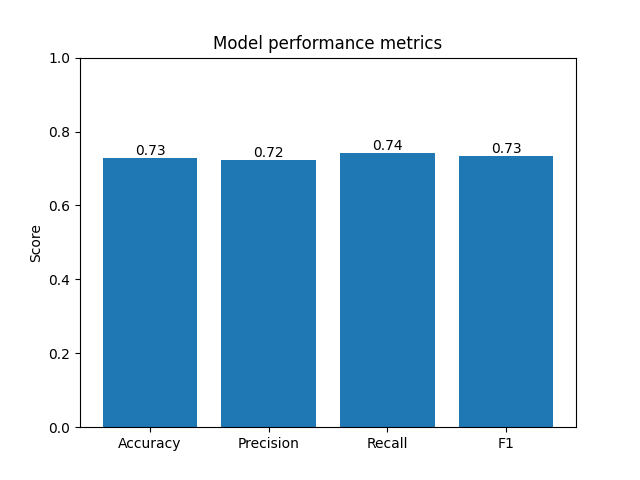 Model performance metrics
1.0
0.8
0.6
0.4
0.2
0.0
Score
0.73
0.72
0.74
0.73
Accuracy
Precision
Recall
F1